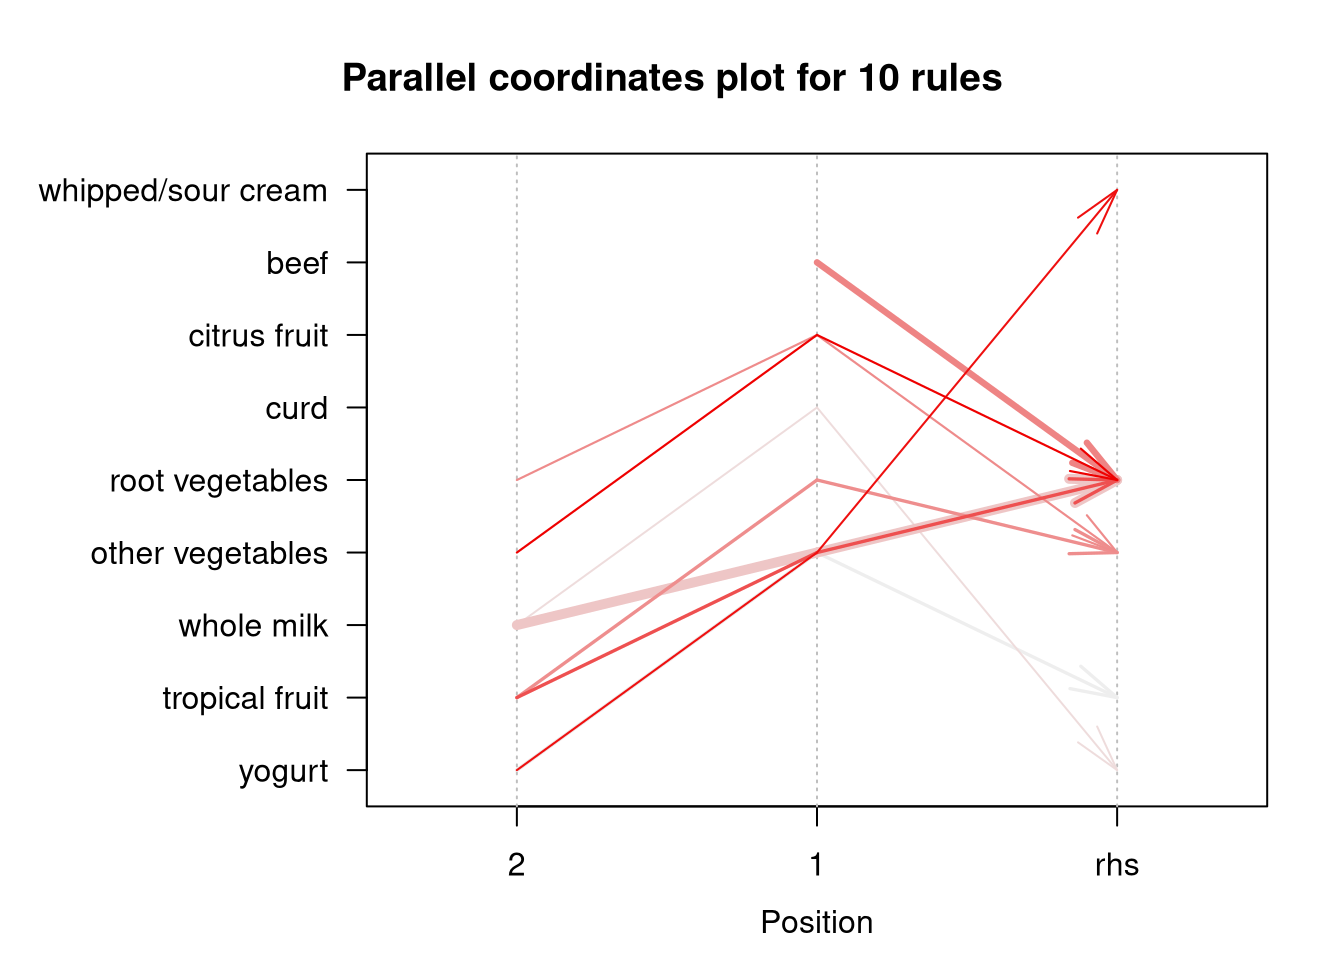 Parallel coordinates plot for 10 rules
whipped/sour cream
beef
citrus fruit
curd
root vegetables
other vegetables
whole milk
tropical fruit
yogurt
2 1 rhs
Position